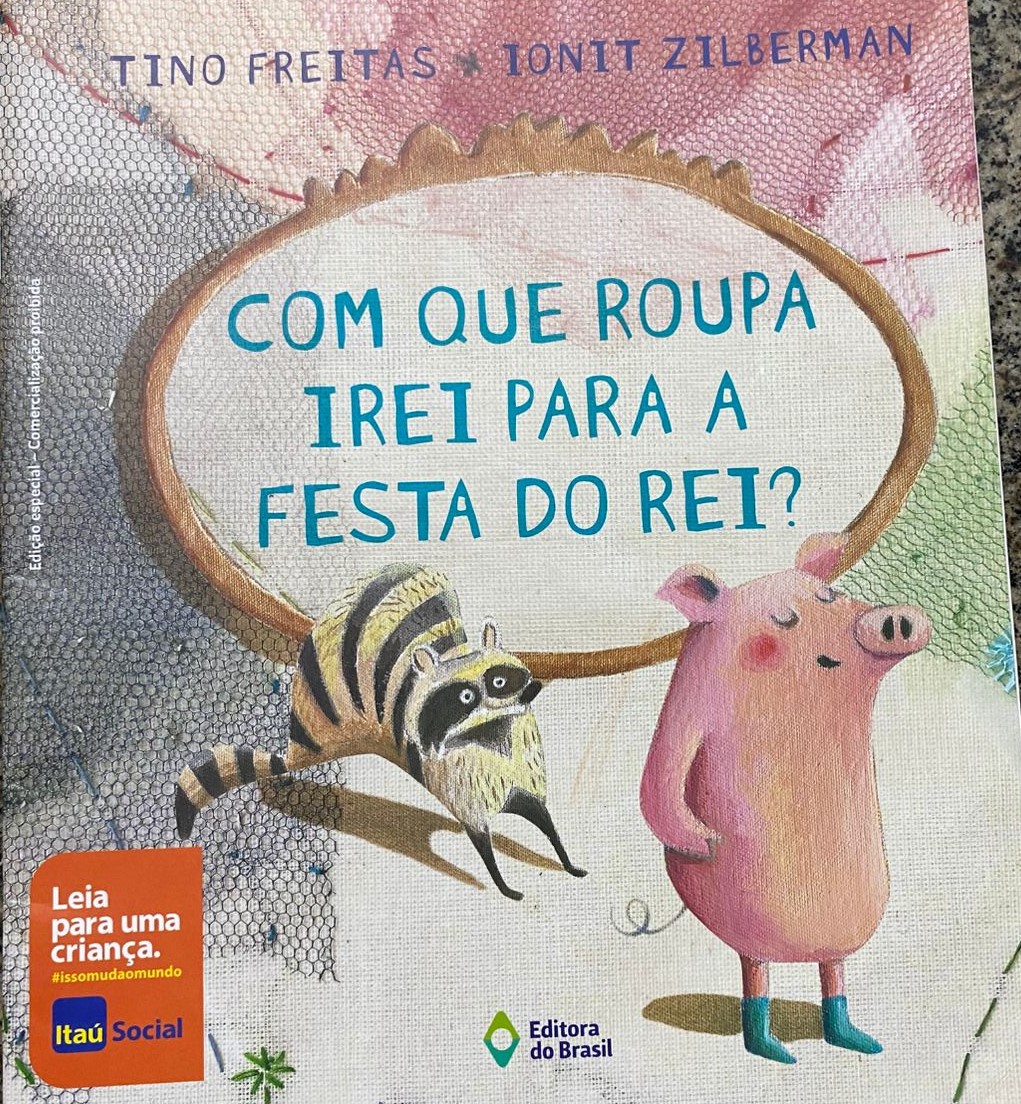 TINO FREITAS * IONIT ZILBERMAN
COM QUE ROUPA
IREI PARA A
FESTA DO REI?
Edição especial - Comercialização proibida
Leia
para uma
criança.
#issomudaomundo
Itaú Social
Editora
do Brasil